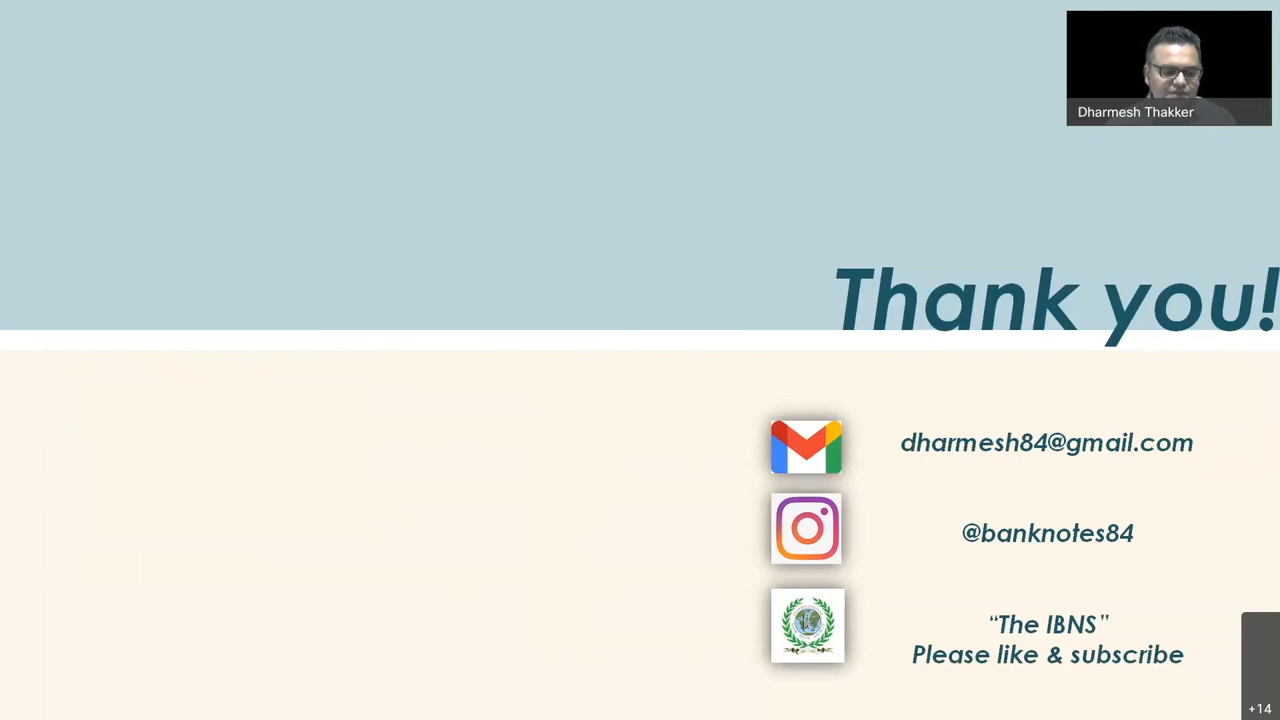 Dharmesh Thakker
Thank you!
dharmesh84@gmail.com
@banknotes84
“The IBNS”
Please like & subscribe
+14